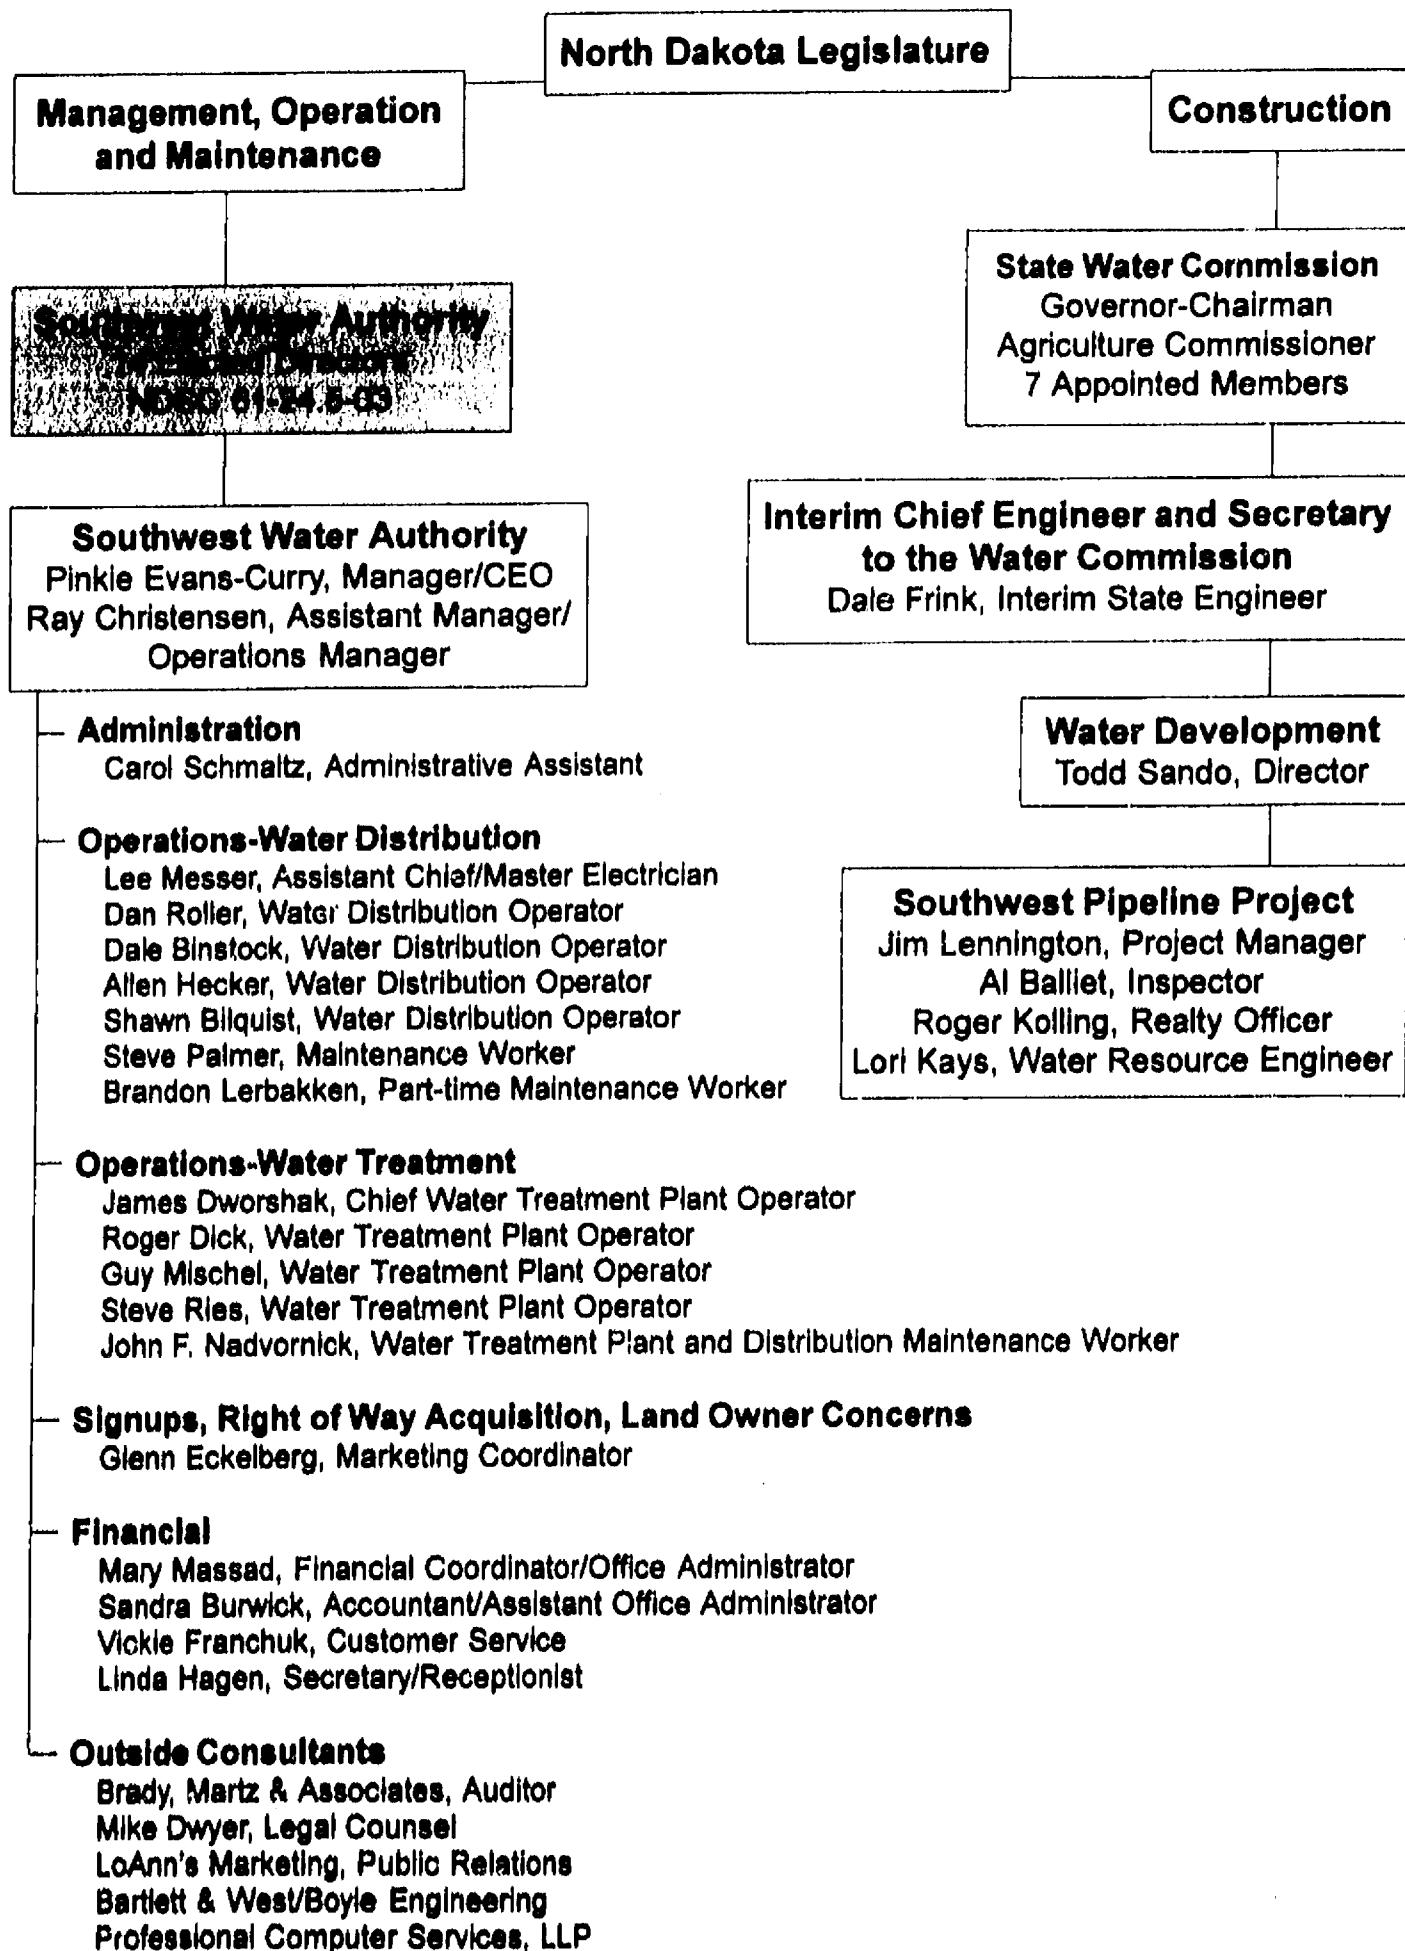 North Dakota Legislature
Management, Operation
and Maintenance
Southwest Water Authority
Elected Directors
Southwest Water Authority
Pinkie Evans-Curry, Manager/CEO
Ray Christensen, Assistant Manager/
Operations Manager
Administration
Carol Schmaltz, Administrative Assistant
Operations-Water Distribution
Lee Messer, Assistant Chief/Master Electrician
Dan Roller, Water Distribution Operator
Dale Binstock, Water Distribution Operator
Allen Hecker, Water Distribution Operator
Shawn Bilquist, Water Distribution Operator
Steve Palmer, Maintenance Worker
Brandon Lerbakken, Part-time Maintenance Worker
Operations-Water Treatment
James Dworshak, Chief Water Treatment Plant Operator
Roger Dick, Water Treatment Plant Operator
Guy Mischel, Water Treatment Plant Operator
Steve Ries, Water Treatment Plant Operator
John F. Nadvornick, Water Treatment Plant and Distribution Maintenance Worker
Signups, Right of Way Acquisition, Land Owner Concerns
Glenn Eckelberg, Marketing Coordinator
Financial
Mary Massad, Financial Coordinator/Office Administrator
Sandra Burwick, Accountant/Assistant Office Administrator
Vickie Franchuk, Customer Service
Linda Hagen, Secretary/Receptionist
Outside Consultants
Brady, Martz & Associates, Auditor
Mike Dwyer, Legal Counsel
LoAnn's Marketing, Public Relations
Bartlett & West/Boyle Engineering
Professional Computer Services, LLP
Construction
State Water Commission
Governor-Chairman
Agriculture Commissioner
7 Appointed Members
Interim Chief Engineer and Secretary
to the Water Commission
Dale Frink, Interim State Engineer
Water Development
Todd Sando, Director
Southwest Pipeline Project
Jim Lennington, Project Manager
Al Balliet, Inspector
Roger Kolling, Realty Officer
Lori Kays, Water Resource Engineer